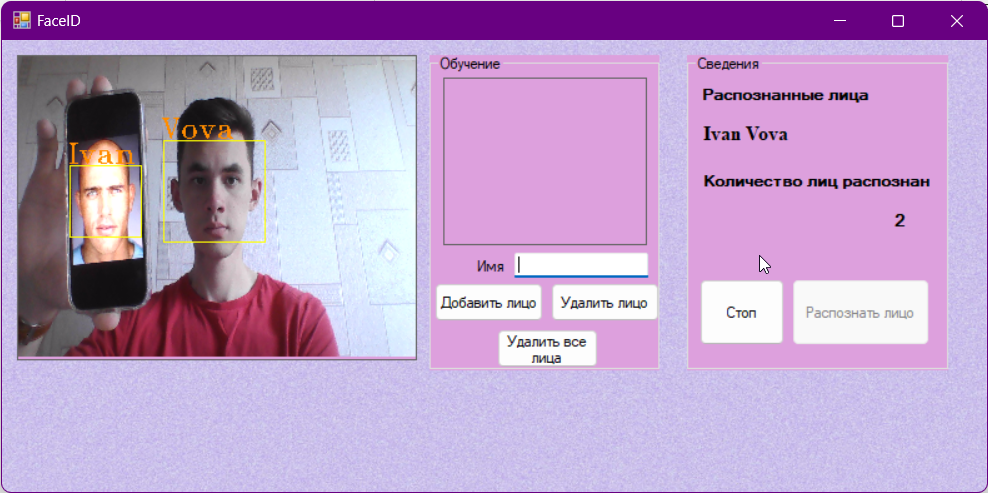 FaceID
Ivan
Vova
Обучение
Имя
Добавить лицо
Удалить лицо
Удалить все
лица
Сведения
Распознанные лица
Ivan Vova
Количество лиц распознан
2
Стоп
Распознать лицо